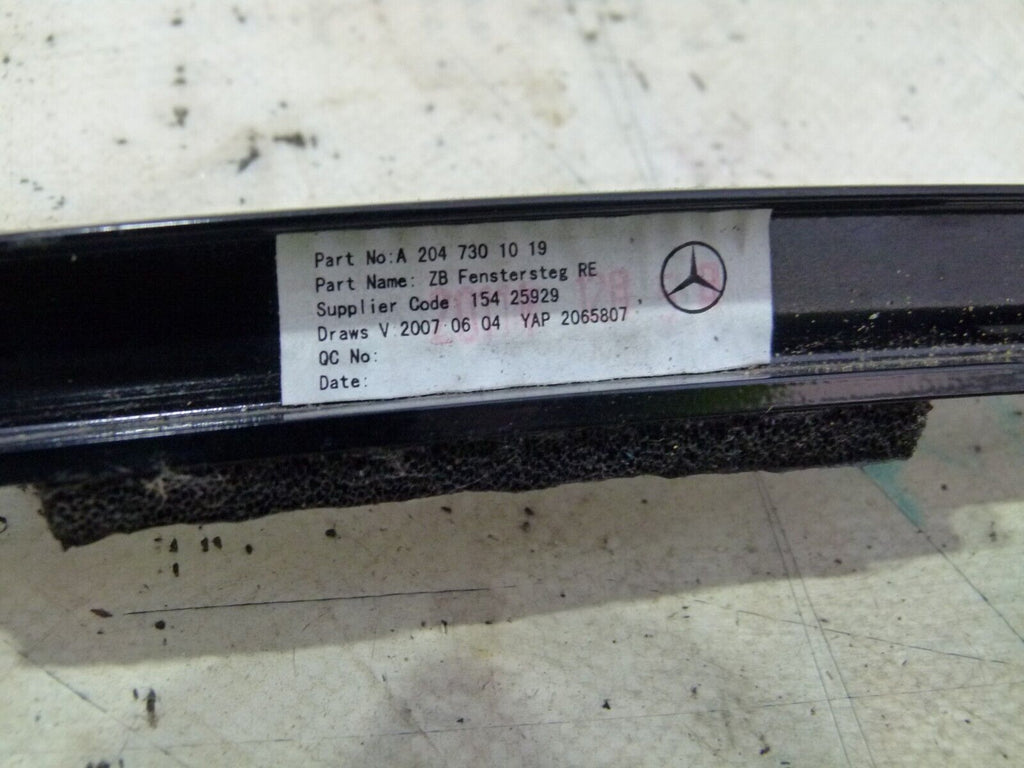 Part No:A 204 730 10 19
Part Name: ZB Fenstersteg RE
Supplier Code 154 25929
Draws V 2007 06 04 YAP 2065807
QC No:
Date: